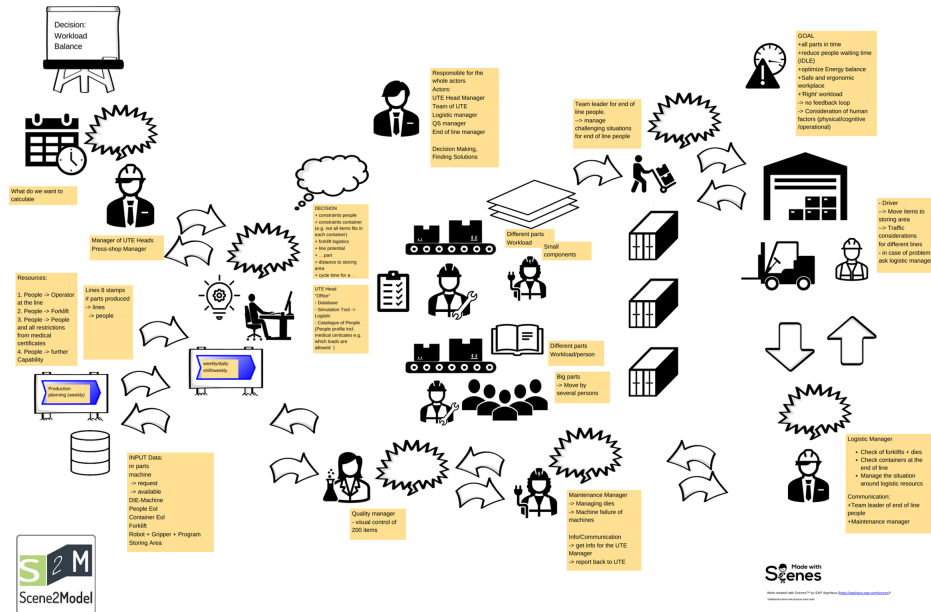 Decision:
Workload
Balance
What do we want to
calculate
Manager of UTE Heads
Press-shop Manager
Resources:
1. People -> Operator
at the line
2. People -> Forklift
3. People -> People
and all restrictions
from medical
certificates
4. People -> further
Capability
Lines 8 stamps
# parts produced
-> lines
-> people
Production
planning (weekly)
weekly/daily
shift/weekly
INPUT Data:
nr parts
machine
-> request
-> available
DIE-Machine
People Eol
Container Eol
Forklift
Robot + Gripper + Program
Storing Area
S2M
Scene2Model
DECISION
+ constraints people
+ constraints container
(e.g. not all items fits in
each container)
+ forklift logistics
+ line potential
+ ... part
+ distance to storing
area
+ cycle time for a ...
UTE Head
"Office"
- Database
- Simulation Tool ->
Logistic
- Catalogue of People
(People profile incl.
medical certicates e.g.
which loads are
allowed .)
Responsible for the
whole actors
Actors:
UTE Head Manager
Team of UTE
Logistic manager
QS manager
End of line manager
Decision Making,
Finding Solutions
Team leader for end of
line people.
--> manage
challenging situations
for end of line people
Different parts
Workload
Small
components
Different parts
Workload/person
Big parts
-> Move by
several persons
Quality manager
- visual control of
200 items
Maintenance Manager
-> Managing dies
-> Machine failure of
machines
Info/Communication
-> get info for the UTE
Manager
-> report back to UTE
GOAL
+all parts in time
+reduce people waiting time
(IDLE)
+optimize Energy balance
+Safe and ergonomic
workplace
+'Right' workload
-> no feedback loop
-> Consideration of human
factors (physical/cognitive
/operational)
- Driver
--> Move items to
storing area
--> Traffic
considerations
for different lines
- in case of problem
ask logistic manager
Logistic Manager
• Check of forklifts + dies
• Check containers at the
end of line
• Manage the situation
around logistic resourcs
Communication:
+Team leader of end of line
people
+Maintenance manager
Made with
Scenes